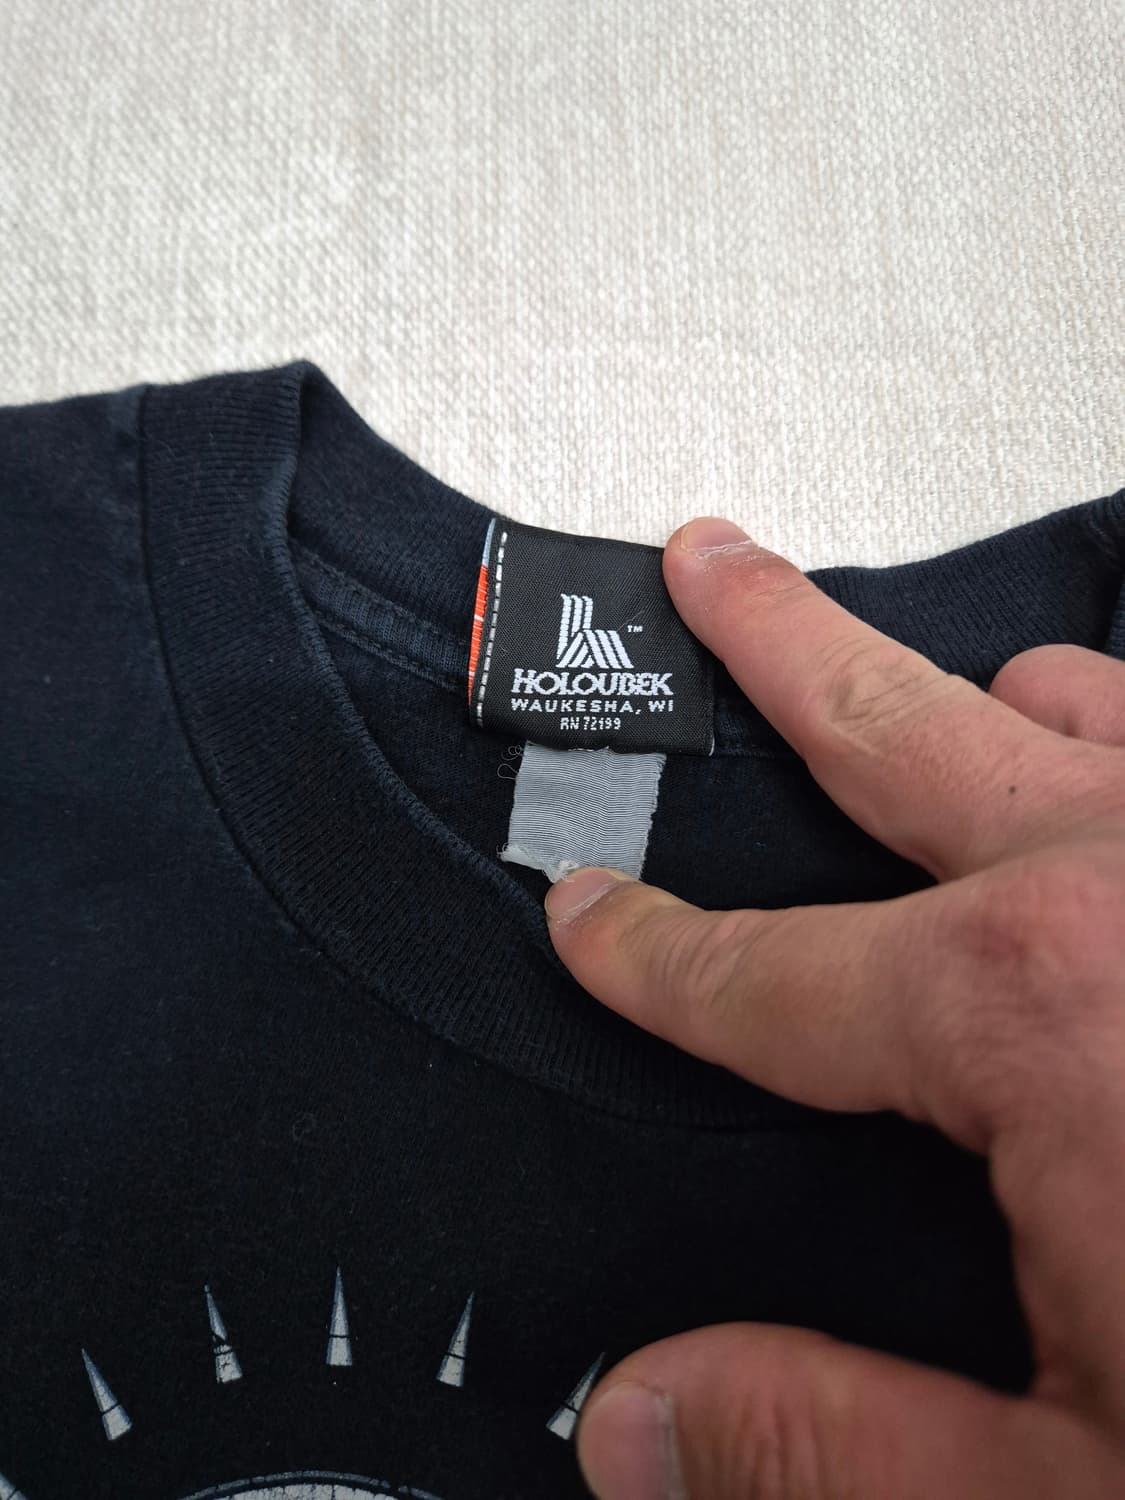 TM
HOLOUBEK
WAUKESHA, WI
RN 72199